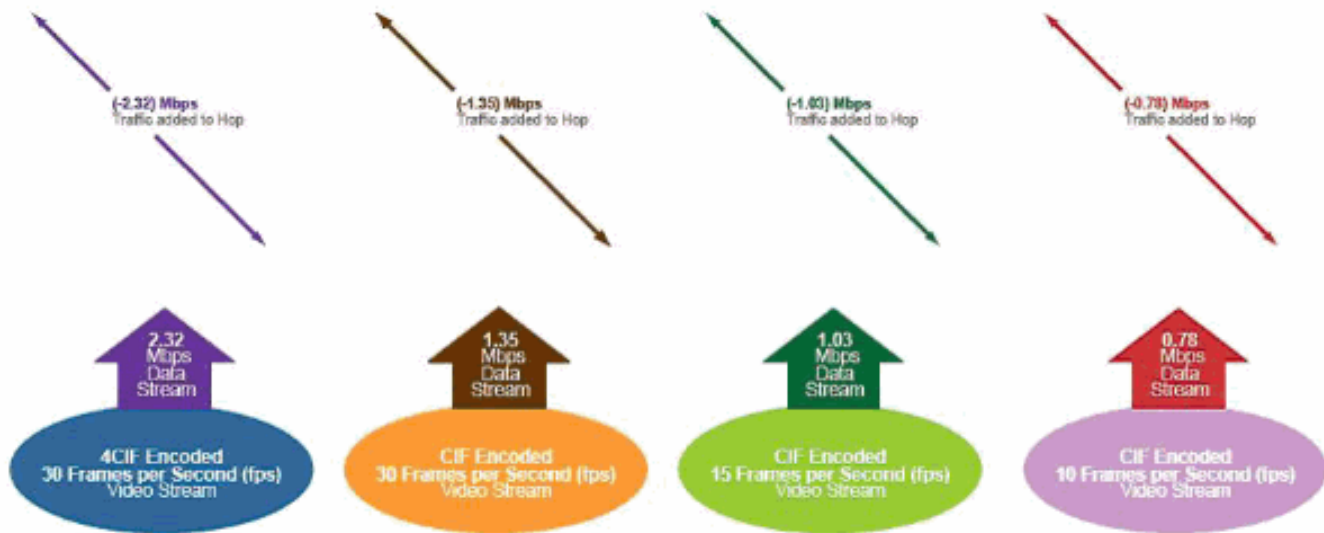 (-2.32) Mbps
Traffic added to Hop
(-1.35) Mbps
Traffic added to Hop
(-1.03) Mbps
Traffic added to Hop
(-0.78) Mbps
Traffic added to Hop
2.32
Mbps
Data
Stream
1.35
Mbps
Data
Stream
1.03
Mbps
Data
Stream
0.78
Mbps
Data
Stream
4CIF Encoded
30 Frames per Second (fps)
Video Stream
CIF Encoded
30 Frames per Second (fps)
Video Stream
CIF Encoded
15 Frames per Second (fps)
Video Stream
CIF Encoded
10 Frames per Second (fps)
Video Stream